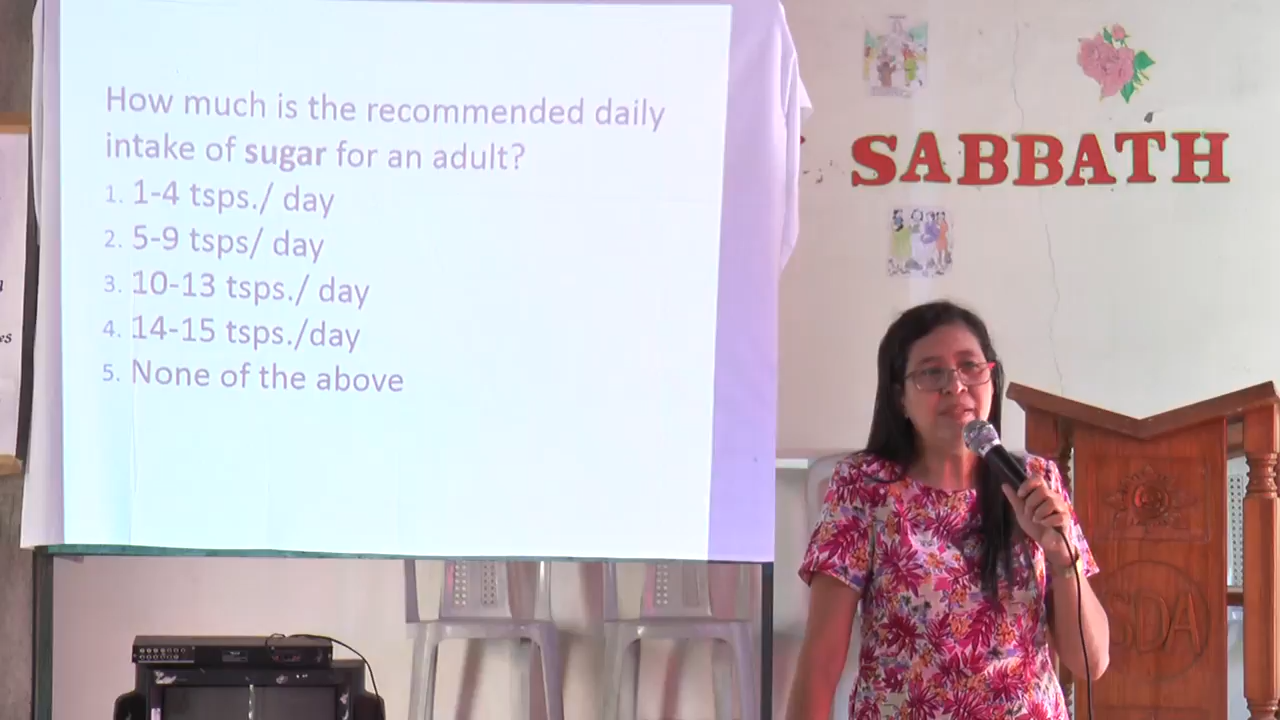 How much is the recommended daily
intake of sugar for an adult?
1. 1-4 tsps./ day
2. 5-9 tsps/ day
3. 10-13 tsps./ day
4. 14-15 tsps./day
5. None of the above
SABBATH
SDA